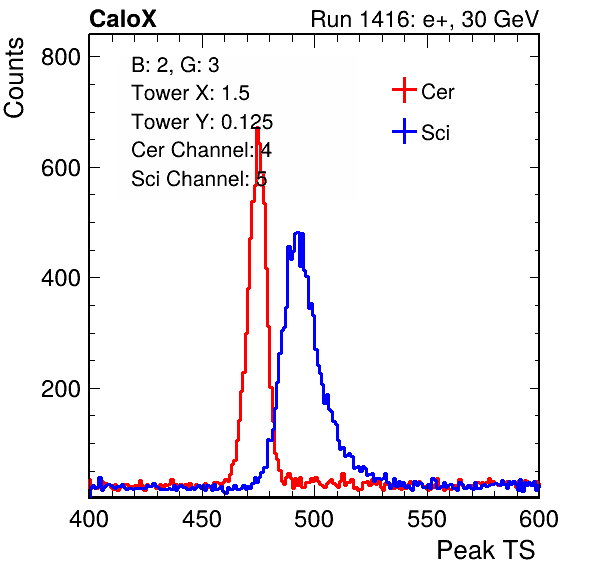 CaloX Run 1416: e+, 30 GeV
Counts
800
600
400
200
B: 2, G: 3
Tower X: 1.5
Tower Y: 0.125
Cer Channel: 4
Sci Channel: 5
Cer
Sci
400 450 500 550 600
Peak TS